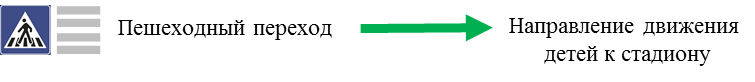 Пешеходный переход
Направление движения
детей к стадиону